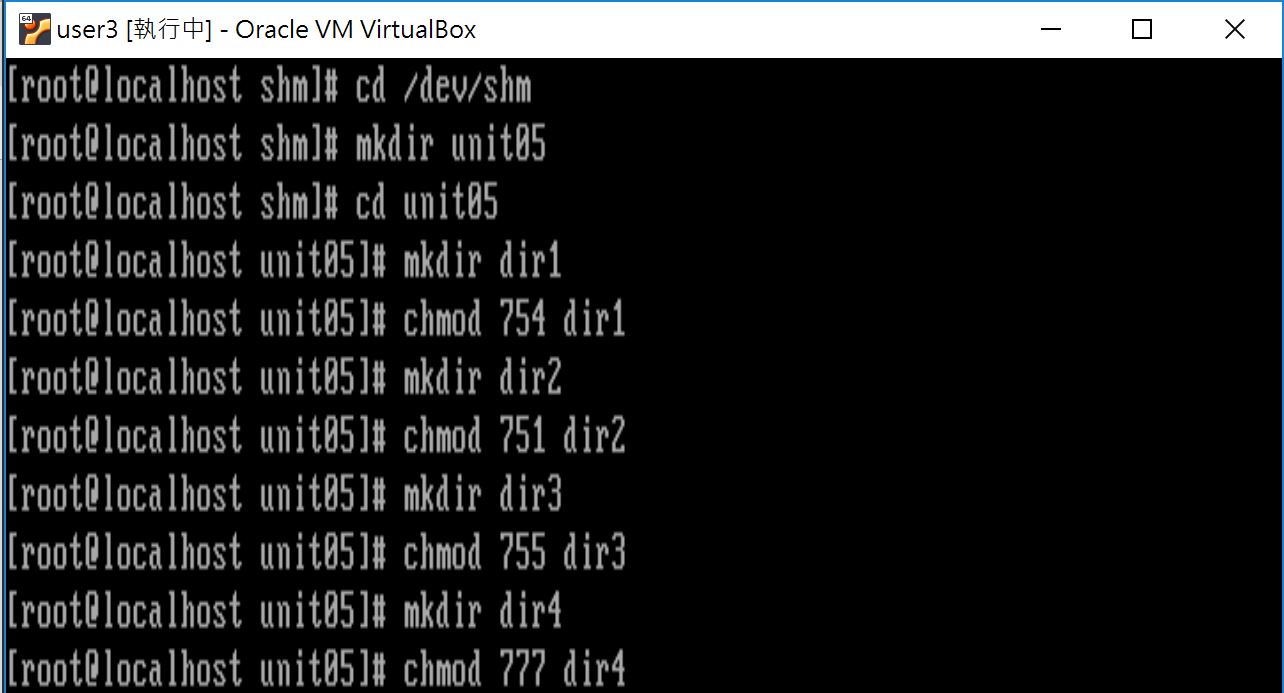 64
user3 [執行中] - Oracle VM VirtualBox
[root@localhost shm]# cd /dev/shm
[root@localhost shm]# mkdir unit05
[root@localhost shm]# cd unit05
[root@localhost unit05]# mkdir dir1
[root@localhost unit05]# chmod 754 dir1
[root@localhost unit05]# mkdir dir2
[root@localhost unit05]# chmod 751 dir2
[root@localhost unit05]# mkdir dir3
[root@localhost unit05]# chmod 755 dir3
[root@localhost unit05]# mkdir dir4
[root@localhost unit05]# chmod 777 dir4